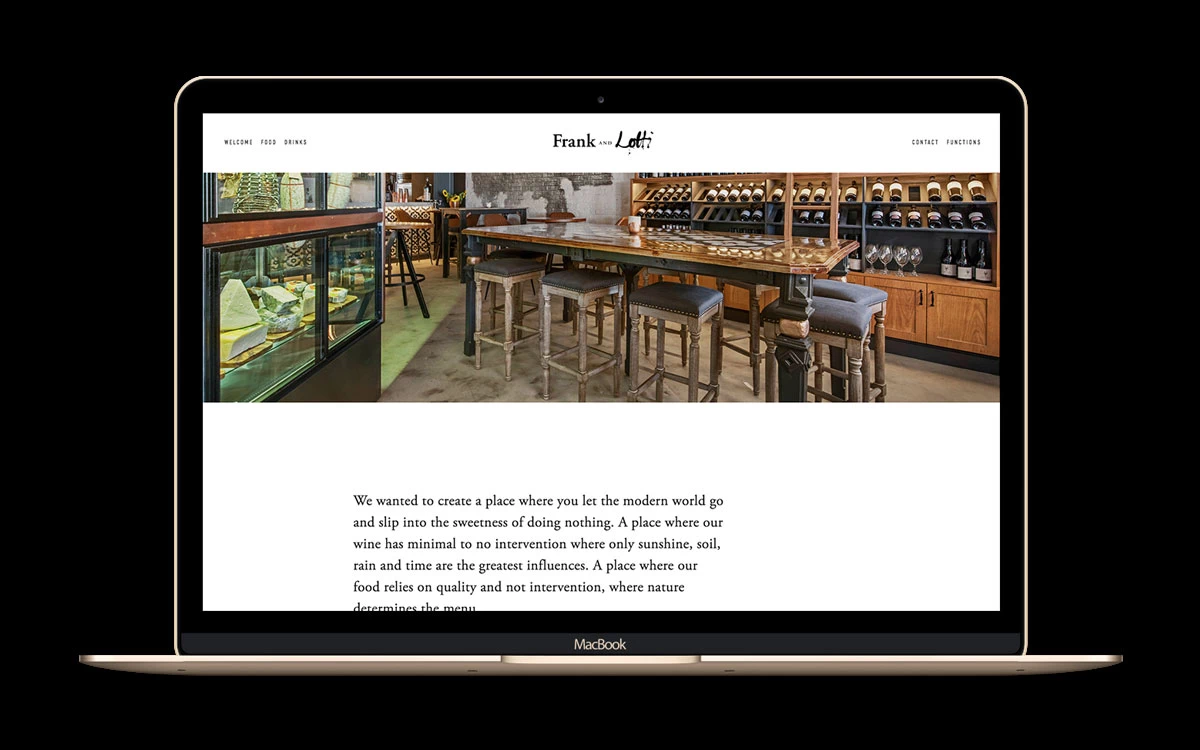 WELCOME FOOD DRINKS
Frank AND Lotti
CONTACT FUNCTIONS
We wanted to create a place where you let the modern world go
and slip into the sweetness of doing nothing. A place where our
wine has minimal to no intervention where only sunshine, soil,
rain and time are the greatest influences. A place where our
food relies on quality and not intervention, where nature
determines the menu
MacBook